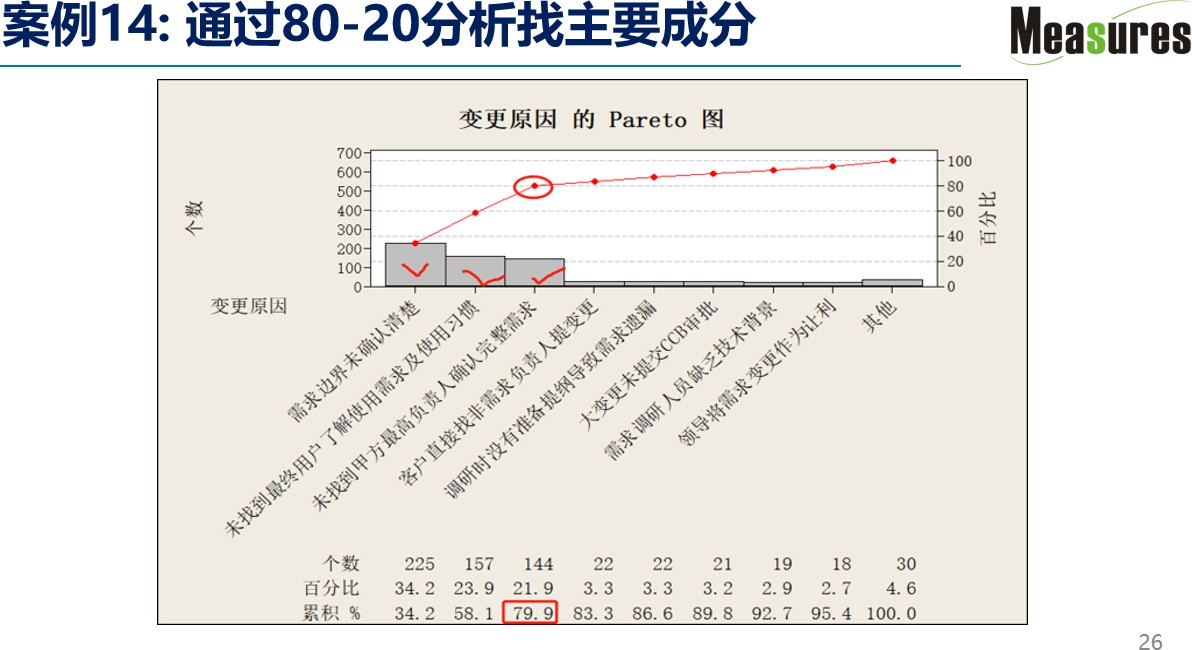 案例14: 通过80-20分析找主要成分
Measures
变更原因 的 Pareto 图
700
600
500
400
300
200
100
0
个数
100
80
60
40
20
0
百分比
变更原因
需求边界未确认清楚
未找到最终用户了解使用需求及使用习惯
未找到甲方最高负责人确认完整需求
客户直接找非需求负责人提变更
调研时没有准备提纲导致需求遗漏
大变更未提交CCB审批
需求调研人员缺乏技术背景
领导将需求变更作为让利
其他
个数 225 157 144 22 22 21 19 18 30
百分比 34.2 23.9 21.9 3.3 3.3 3.2 2.9 2.7 4.6
累积 % 34.2 58.1 79.9 83.3 86.6 89.8 92.7 95.4 100.0
26